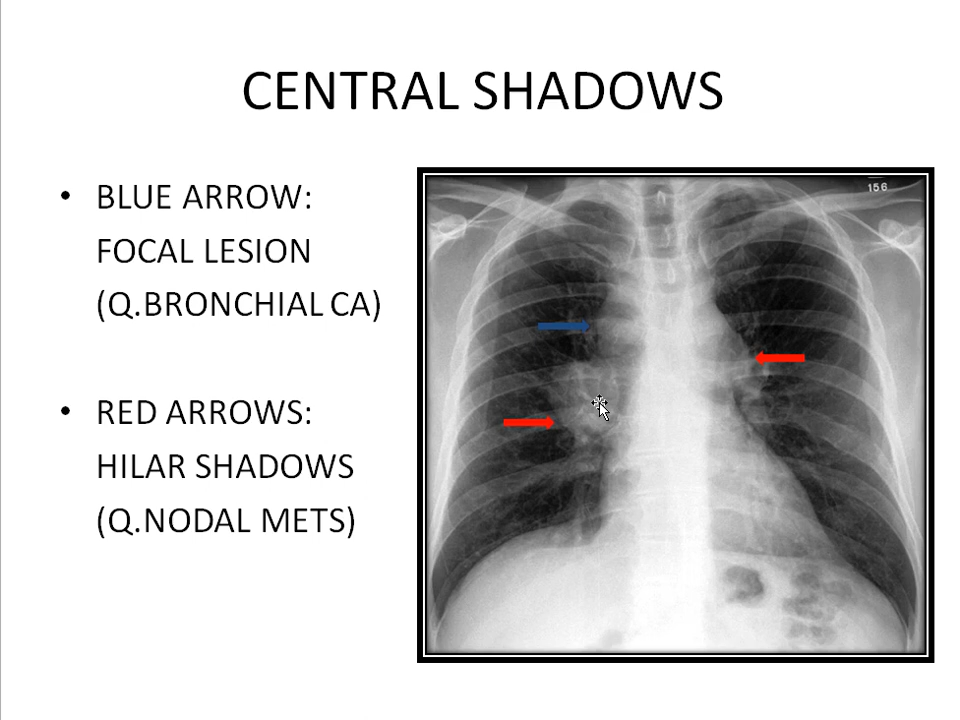 CENTRAL SHADOWS
• BLUE ARROW:
FOCAL LESION
(Q.BRONCHIAL CA)
• RED ARROWS:
HILAR SHADOWS
(Q.NODAL METS)
156